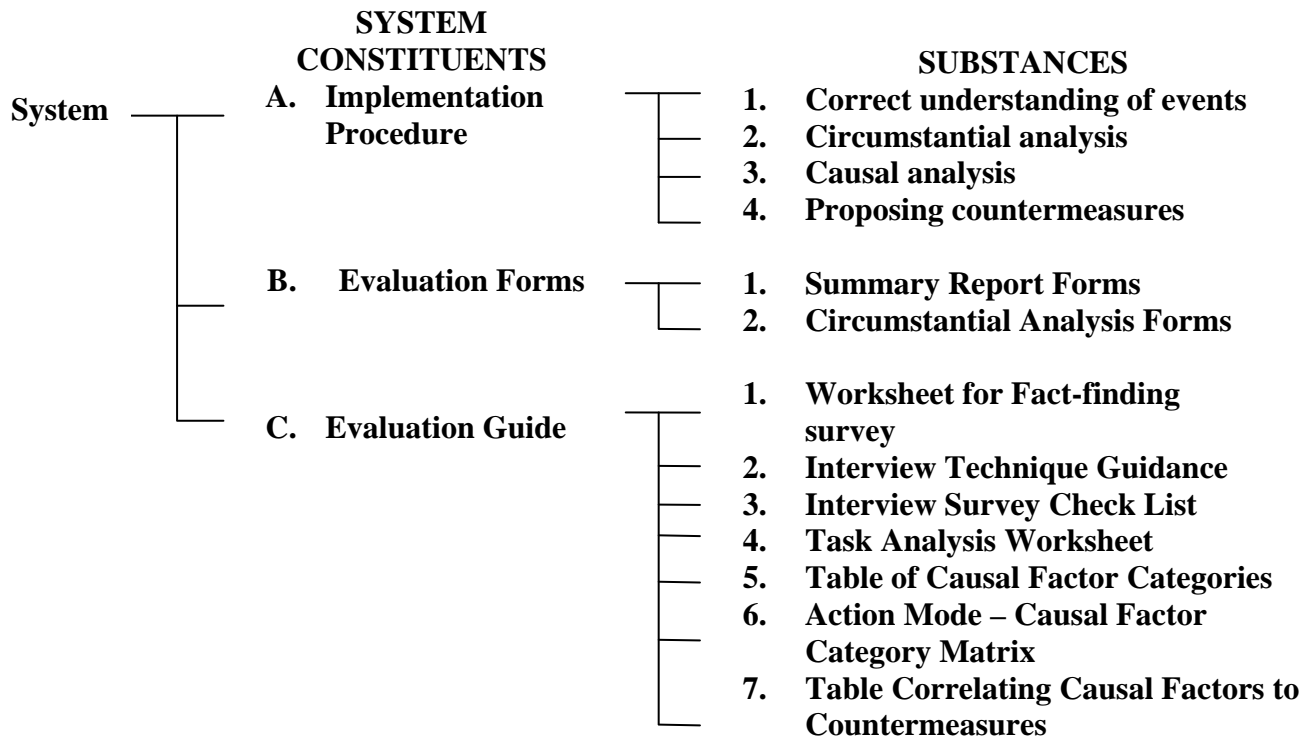 SYSTEM
CONSTITUENTS
SUBSTANCES
System
A. Implementation
Procedure
1. Correct understanding of events
2. Circumstantial analysis
3. Causal analysis
4. Proposing countermeasures
B. Evaluation Forms
1. Summary Report Forms
2. Circumstantial Analysis Forms
C. Evaluation Guide
1. Worksheet for Fact-finding
survey
2. Interview Technique Guidance
3. Interview Survey Check List
4. Task Analysis Worksheet
5. Table of Causal Factor Categories
6. Action Mode – Causal Factor
Category Matrix
7. Table Correlating Causal Factors to
Countermeasures